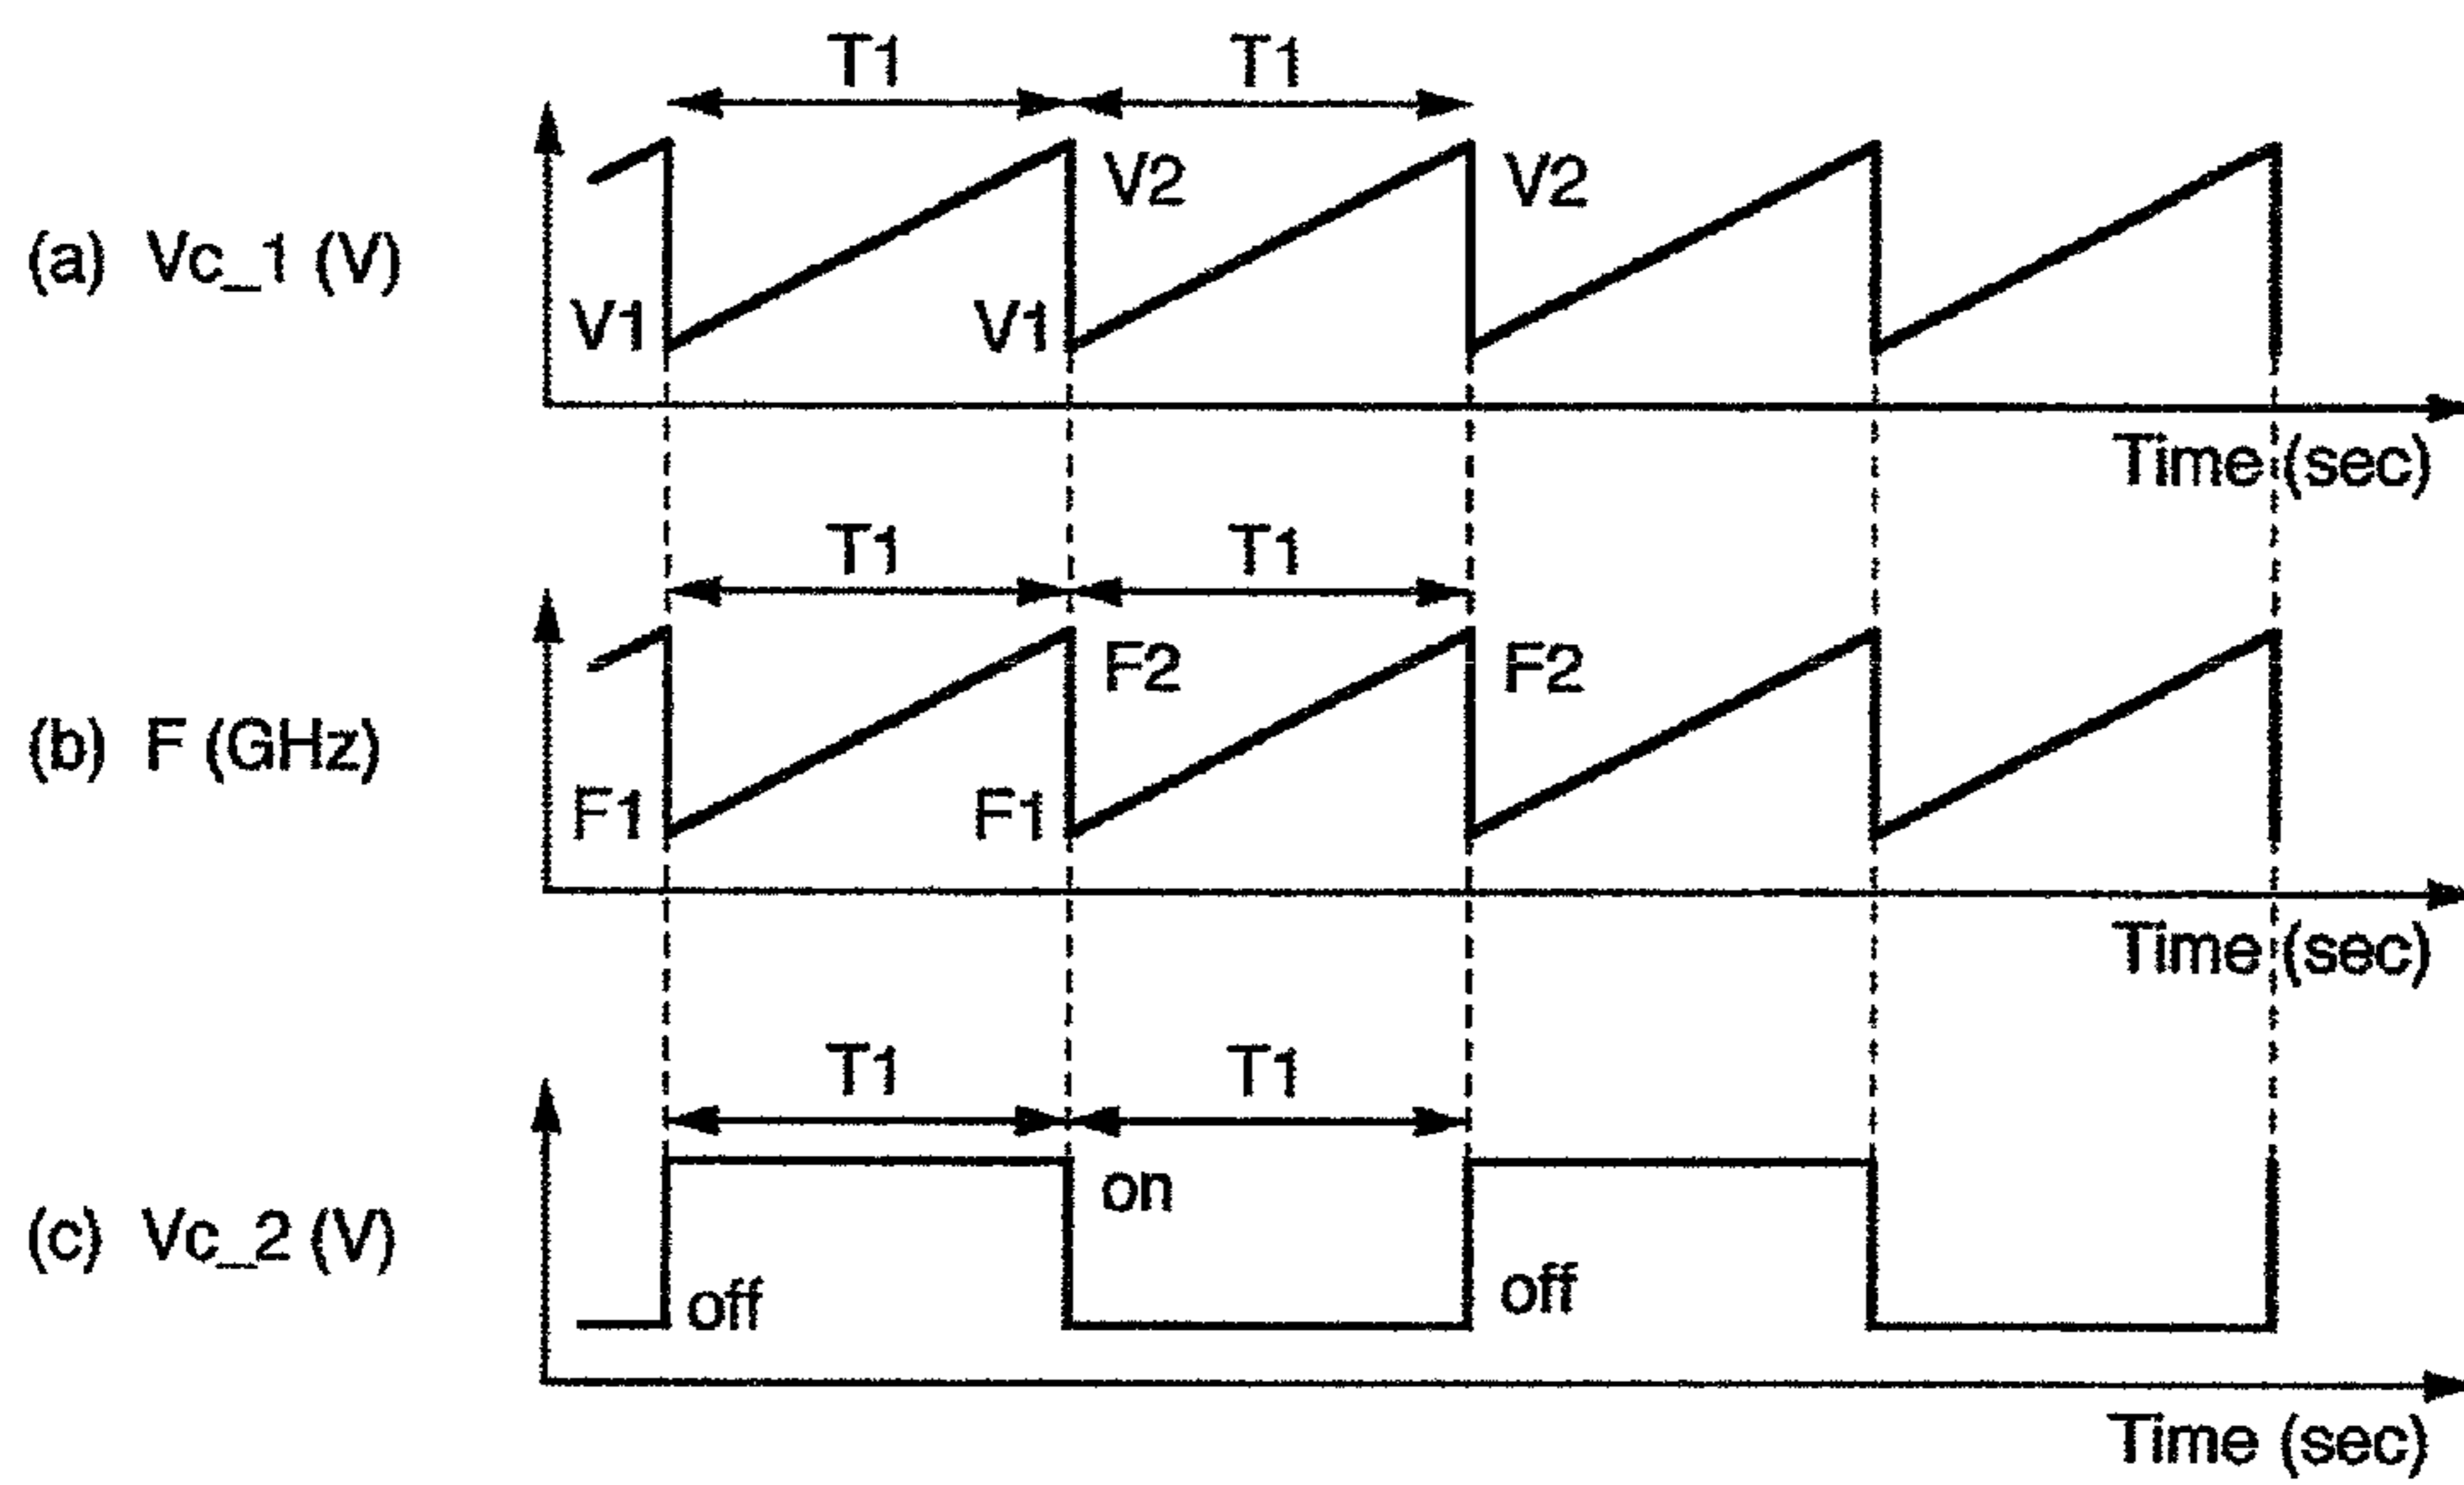 T1 T1
V2 V2
(a) Vc_1 (V)
V1 V1
Time (sec)
T1 T1
F2 F2
(b) F (GHz)
F1 F1
Time (sec)
T1 T1
on
(c) Vc_2 (V)
off off
Time (sec)